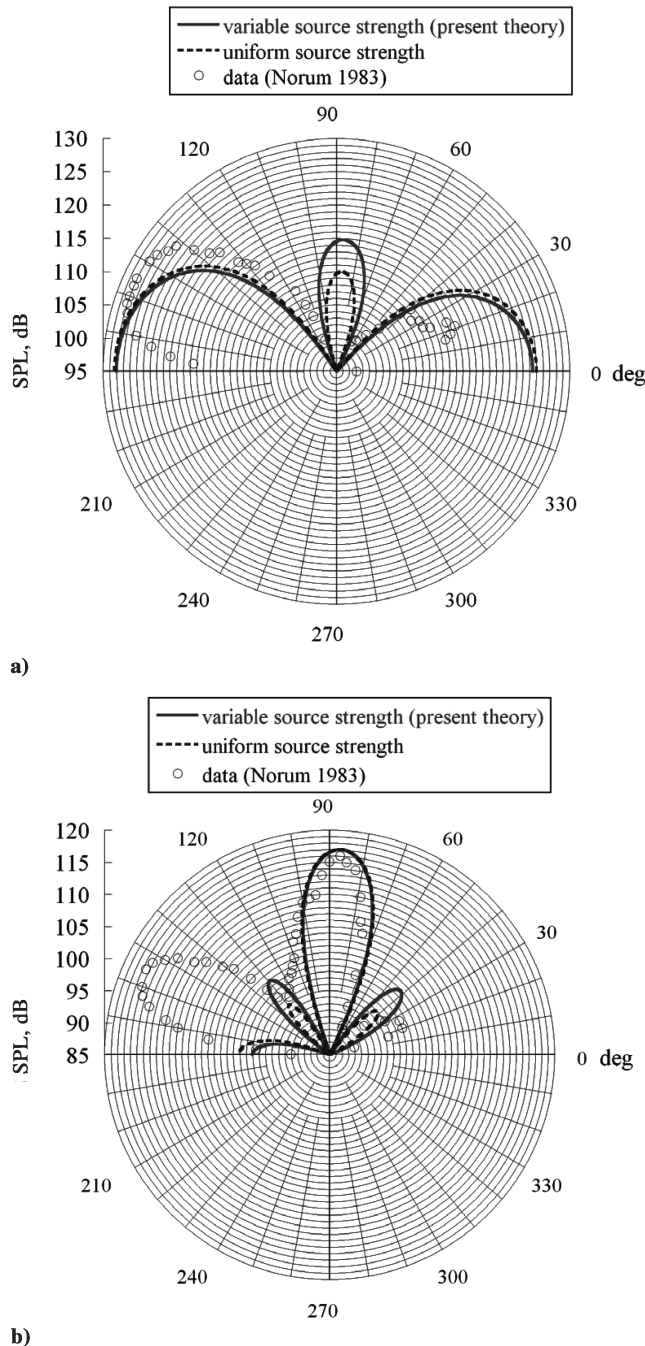 variable source strength (present theory)
uniform source strength
data (Norum 1983)
90
130
120
60
125
120
115
30
110
105
100
95
SPL, dB
0 deg
210
330
240
300
270
a)
variable source strength (present theory)
uniform source strength
data (Norum 1983)
90
120
120
60
115
110
105
30
100
95
90
85
SPL, dB
0 deg
210
330
240
300
270
b)